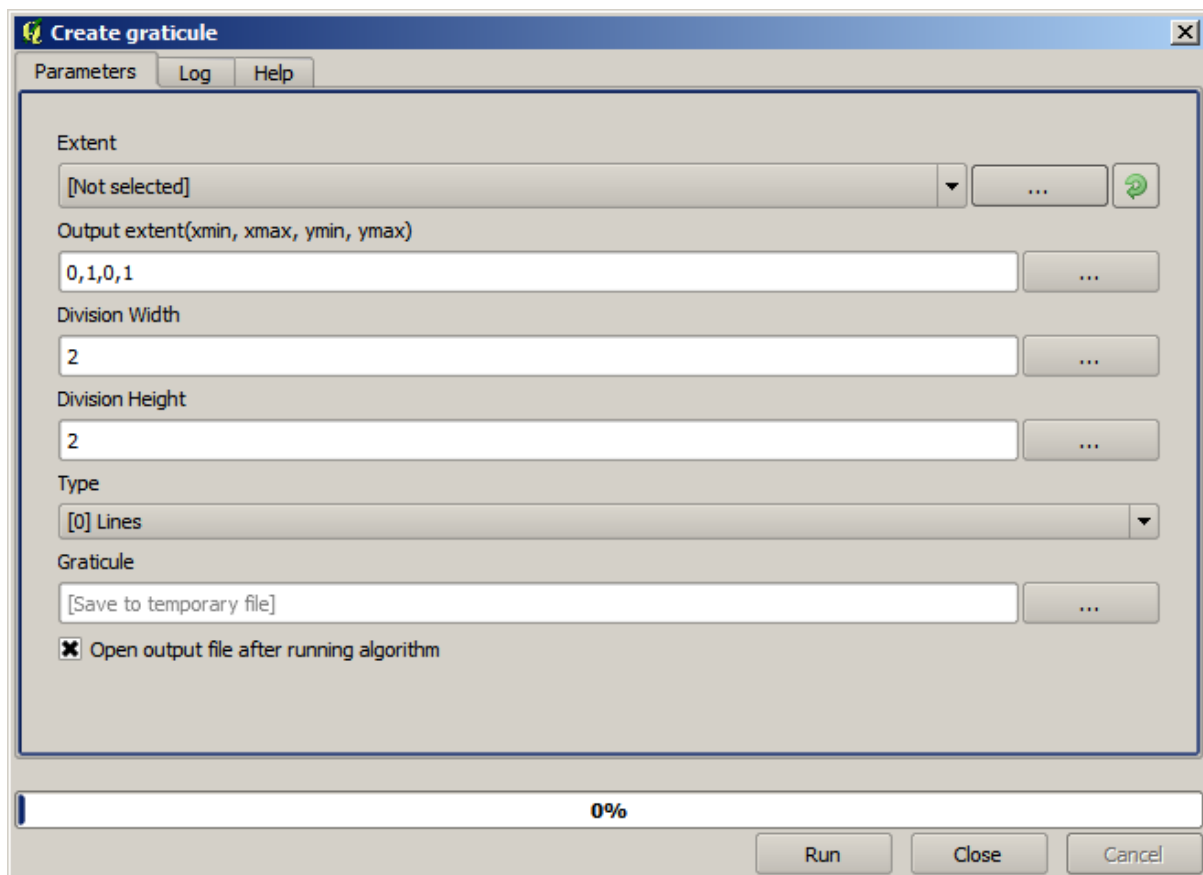 Create graticule
Parameters Log Help
Extent
[Not selected] ...
Output extent(xmin, xmax, ymin, ymax)
0,1,0,1 ...
Division Width
2 ...
Division Height
2 ...
Type
[0] Lines
Graticule
[Save to temporary file] ...
Open output file after running algorithm
0%
Run Close Cancel